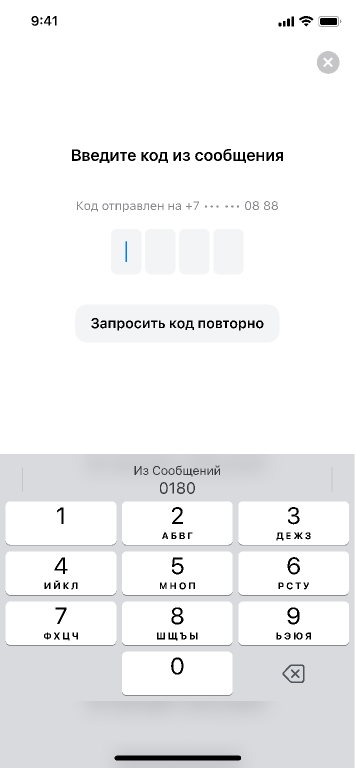 9:41
Введите код из сообщения
Код отправлен на +7 ••• ••• 08 88
Запросить код повторно
Из Сообщений
0180
1 2 3
АБВГ ДЕЖЗ
4 5 6
ИЙКЛ МНОП РСТУ
7 8 9
ФХЦЧ ШЩЪЫ ЬЭЮЯ
0